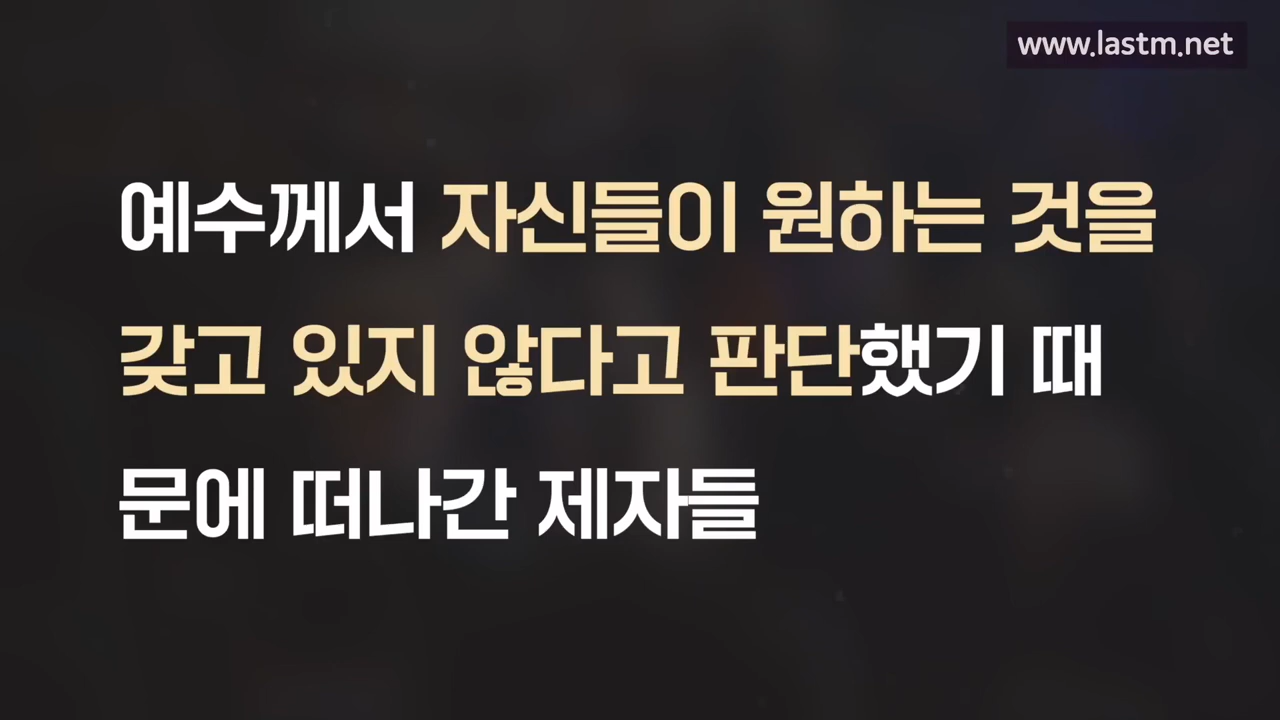 www.lastm.net
예수께서 자신들이 원하는 것을
갖고 있지 않다고 판단했기 때
문에 떠나간 제자들